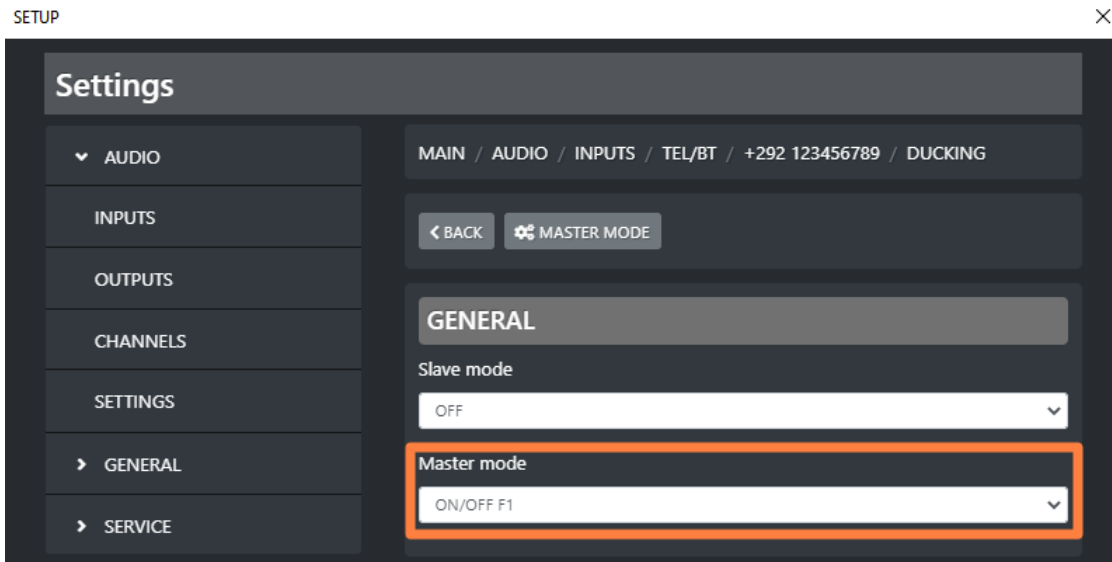 SETUP
Settings
AUDIO
INPUTS
OUTPUTS
CHANNELS
SETTINGS
GENERAL
SERVICE
MAIN / AUDIO / INPUTS / TEL/BT / +292 123456789 / DUCKING
BACK MASTER MODE
GENERAL
Slave mode
OFF
Master mode
ON/OFF F1